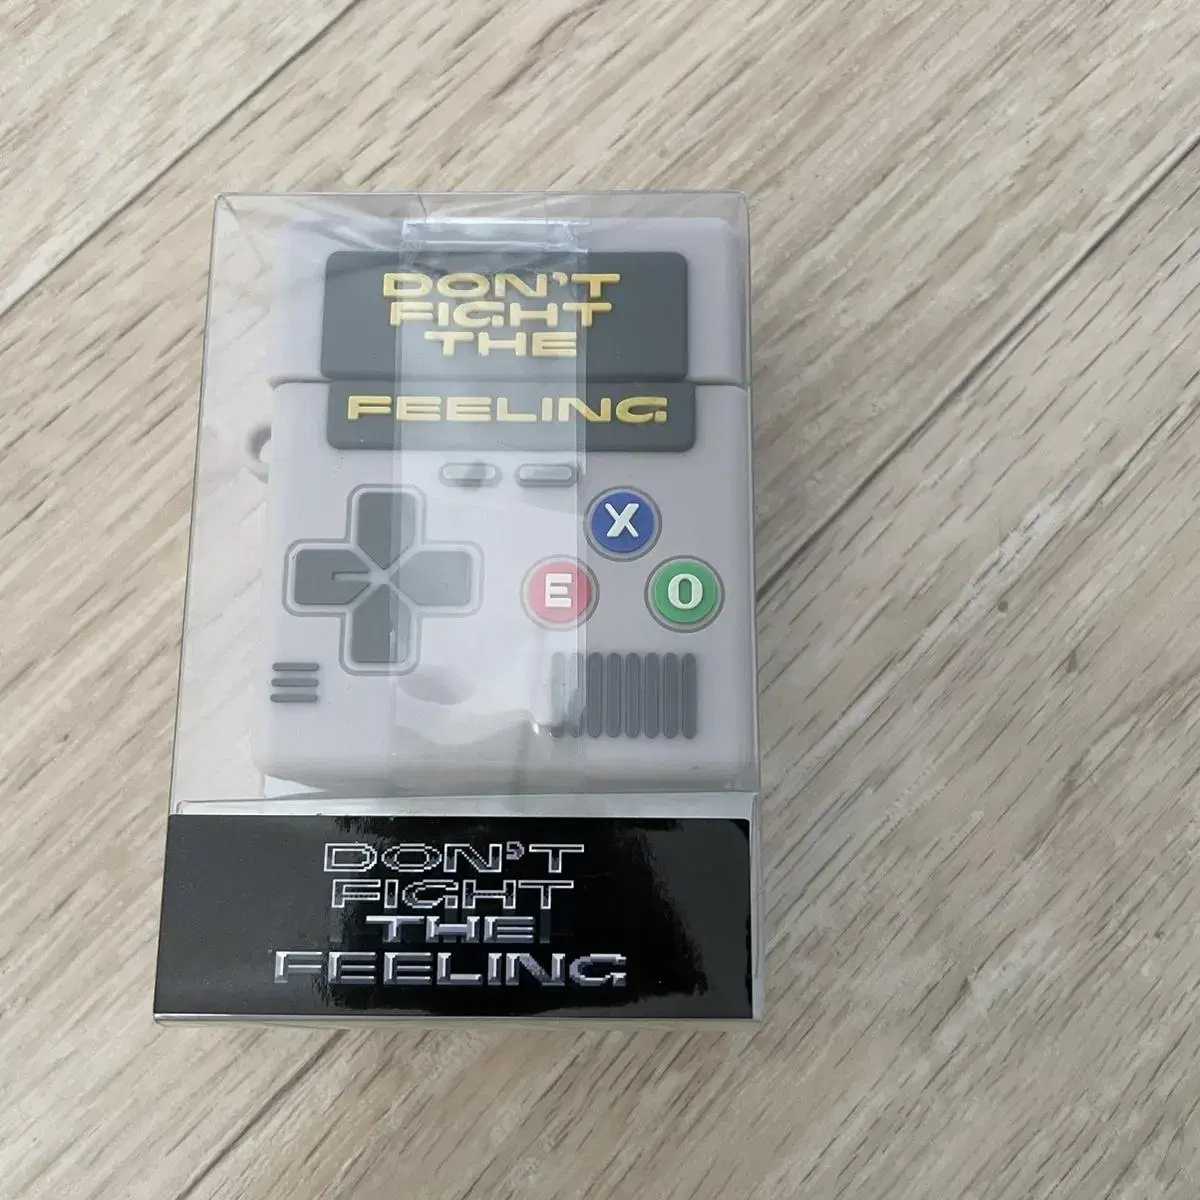 DON'T
FIGHT
THE
FEELING
X
E
O
DON'T
FIGHT
THE
FEELING